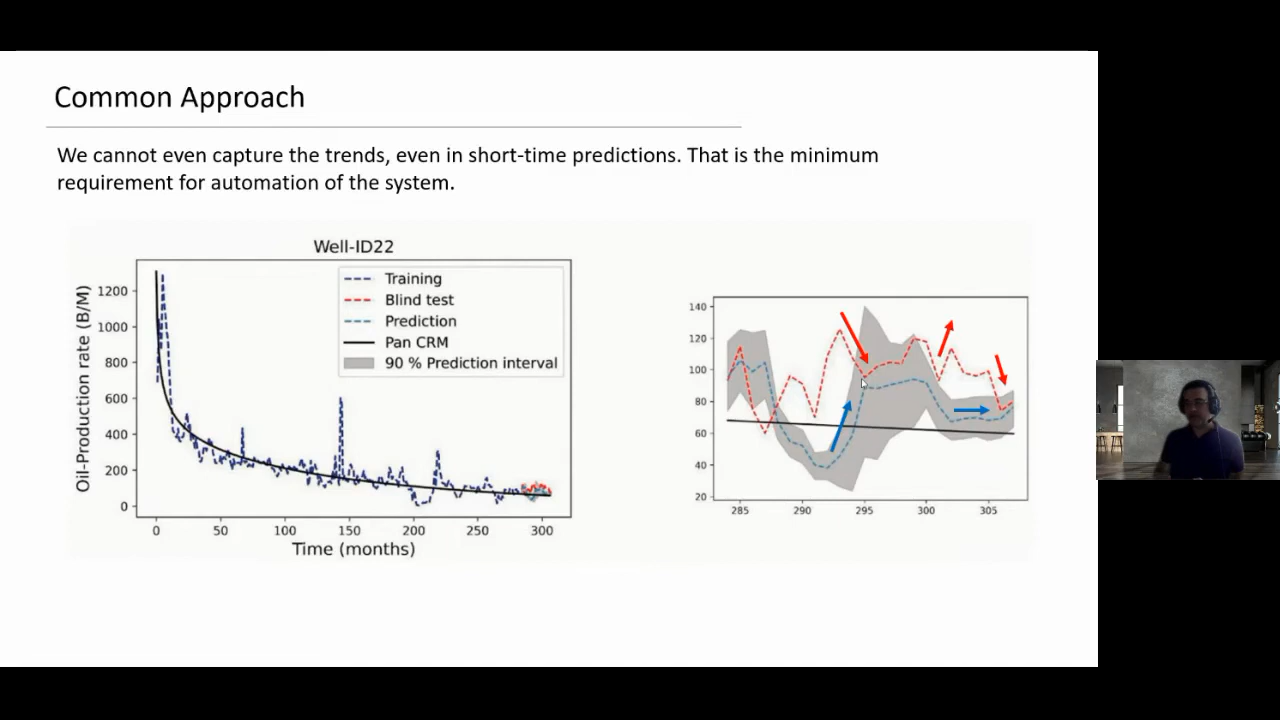 Common Approach
We cannot even capture the trends, even in short-time predictions. That is the minimum
requirement for automation of the system.
Well-ID22
Oil-Production rate (B/M)
1200
1000
800
600
400
200
0
Training
Blind test
Prediction
Pan CRM
90 % Prediction interval
0 50 100 150 200 250 300
Time (months)
140
120
100
80
60
40
20
285 290 295 300 305